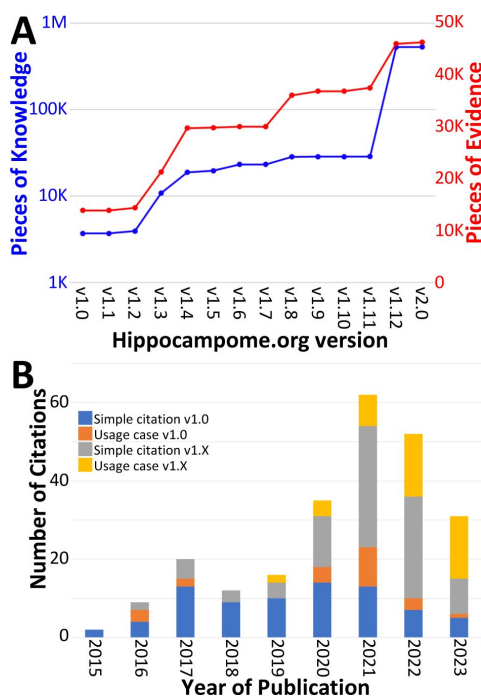 A
1M
100K
10K
1K
Pieces of Knowledge
50K
40K
30K
20K
10K
0
Pieces of Evidence
v1.0
v1.1
v1.2
v1.3
v1.4
v1.5
v1.6
v1.7
v1.8
v1.9
v1.10
v1.11
v1.12
v2.0
Hippocampome.org version
B
60
40
20
0
Number of Citations
Simple citation v1.0
Usage case v1.0
Simple citation v1.X
Usage case v1.X
2015
2016
2017
2018
2019
2020
2021
2022
2023
Year of Publication